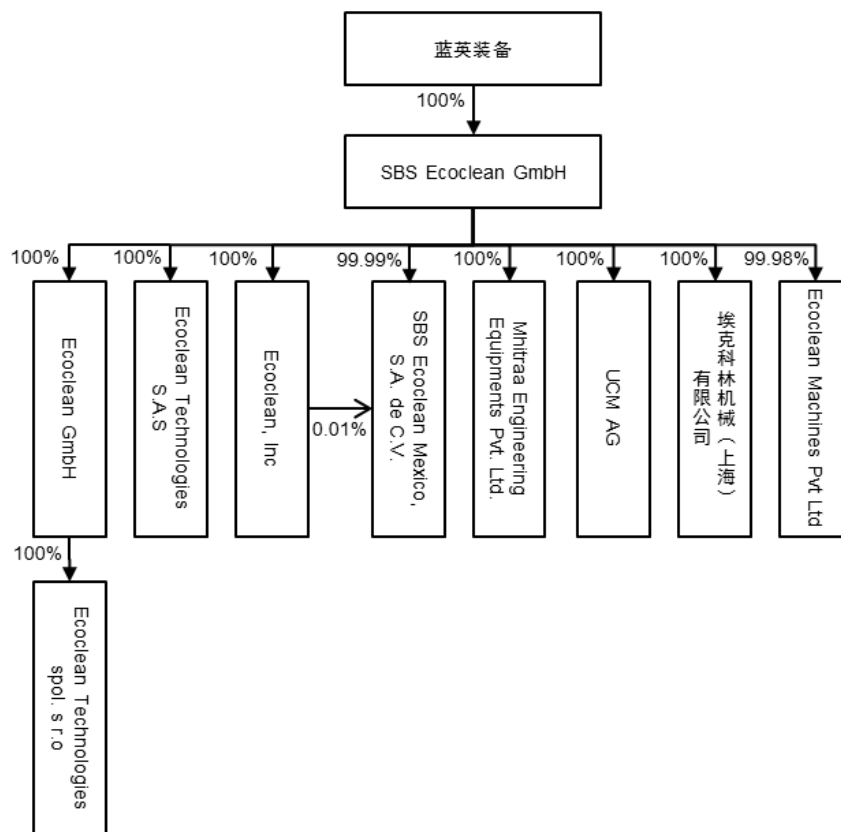 蓝英装备
100%
SBS Ecoclean GmbH
100%
100%
100%
99.99%
100%
100%
100%
99.98%
Ecoclean GmbH
Ecoclean Technologies
S.A.S
Ecoclean, Inc
0.01%
SBS Ecoclean Mexico,
S.A. de C.V.
Mhitraa Engineering
Equipments Pvt. Ltd.
UCM AG
埃克科林机械（上海）
有限公司
Ecoclean Machines Pvt Ltd
100%
Ecoclean Technologies
spol. s r.o